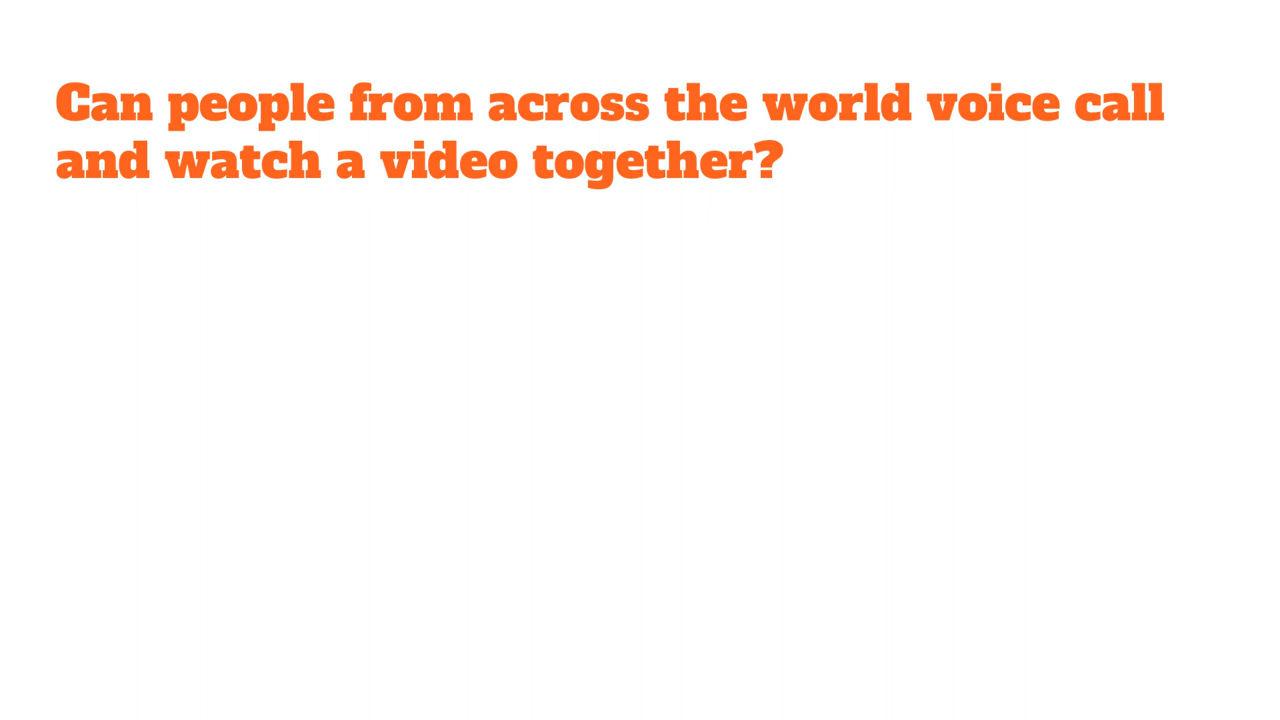 Can people from across the world voice call
and watch a video together?